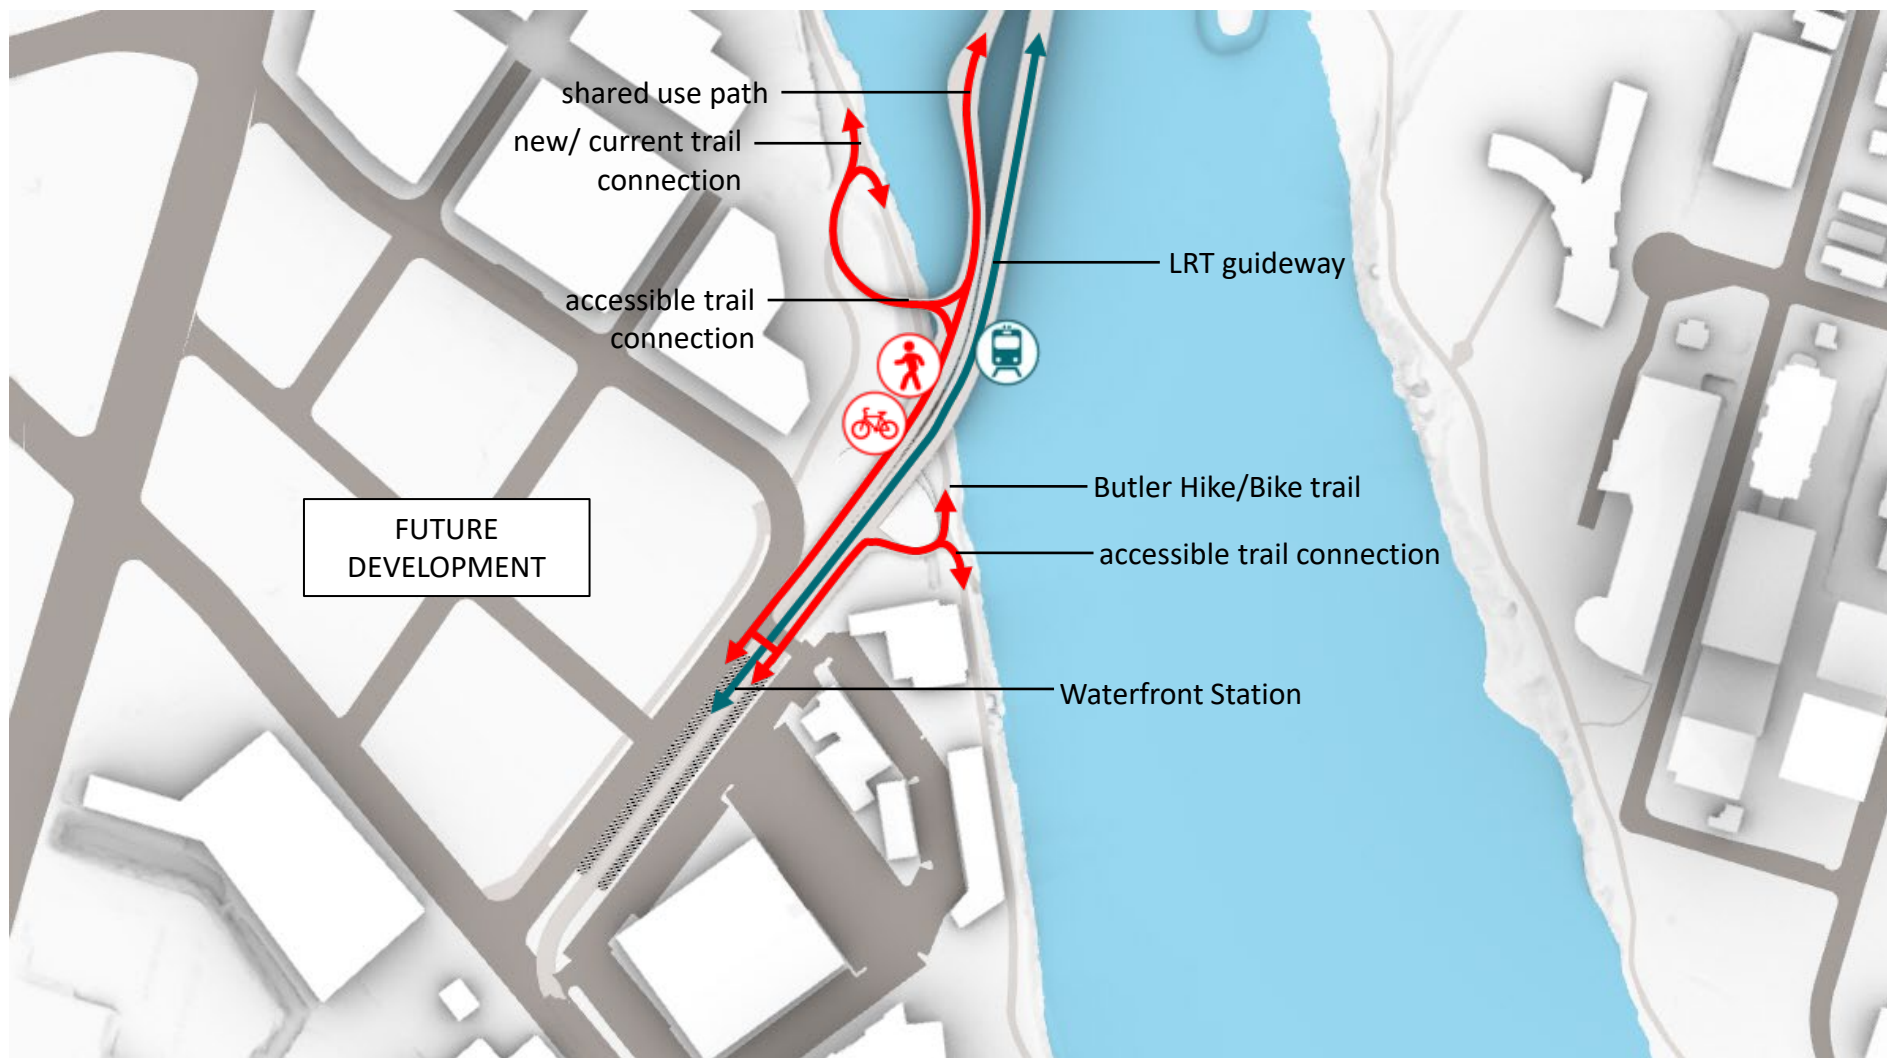 shared use path
new/ current trail
connection
accessible trail
connection
LRT guideway
Butler Hike/Bike trail
accessible trail connection
FUTURE
DEVELOPMENT
Waterfront Station